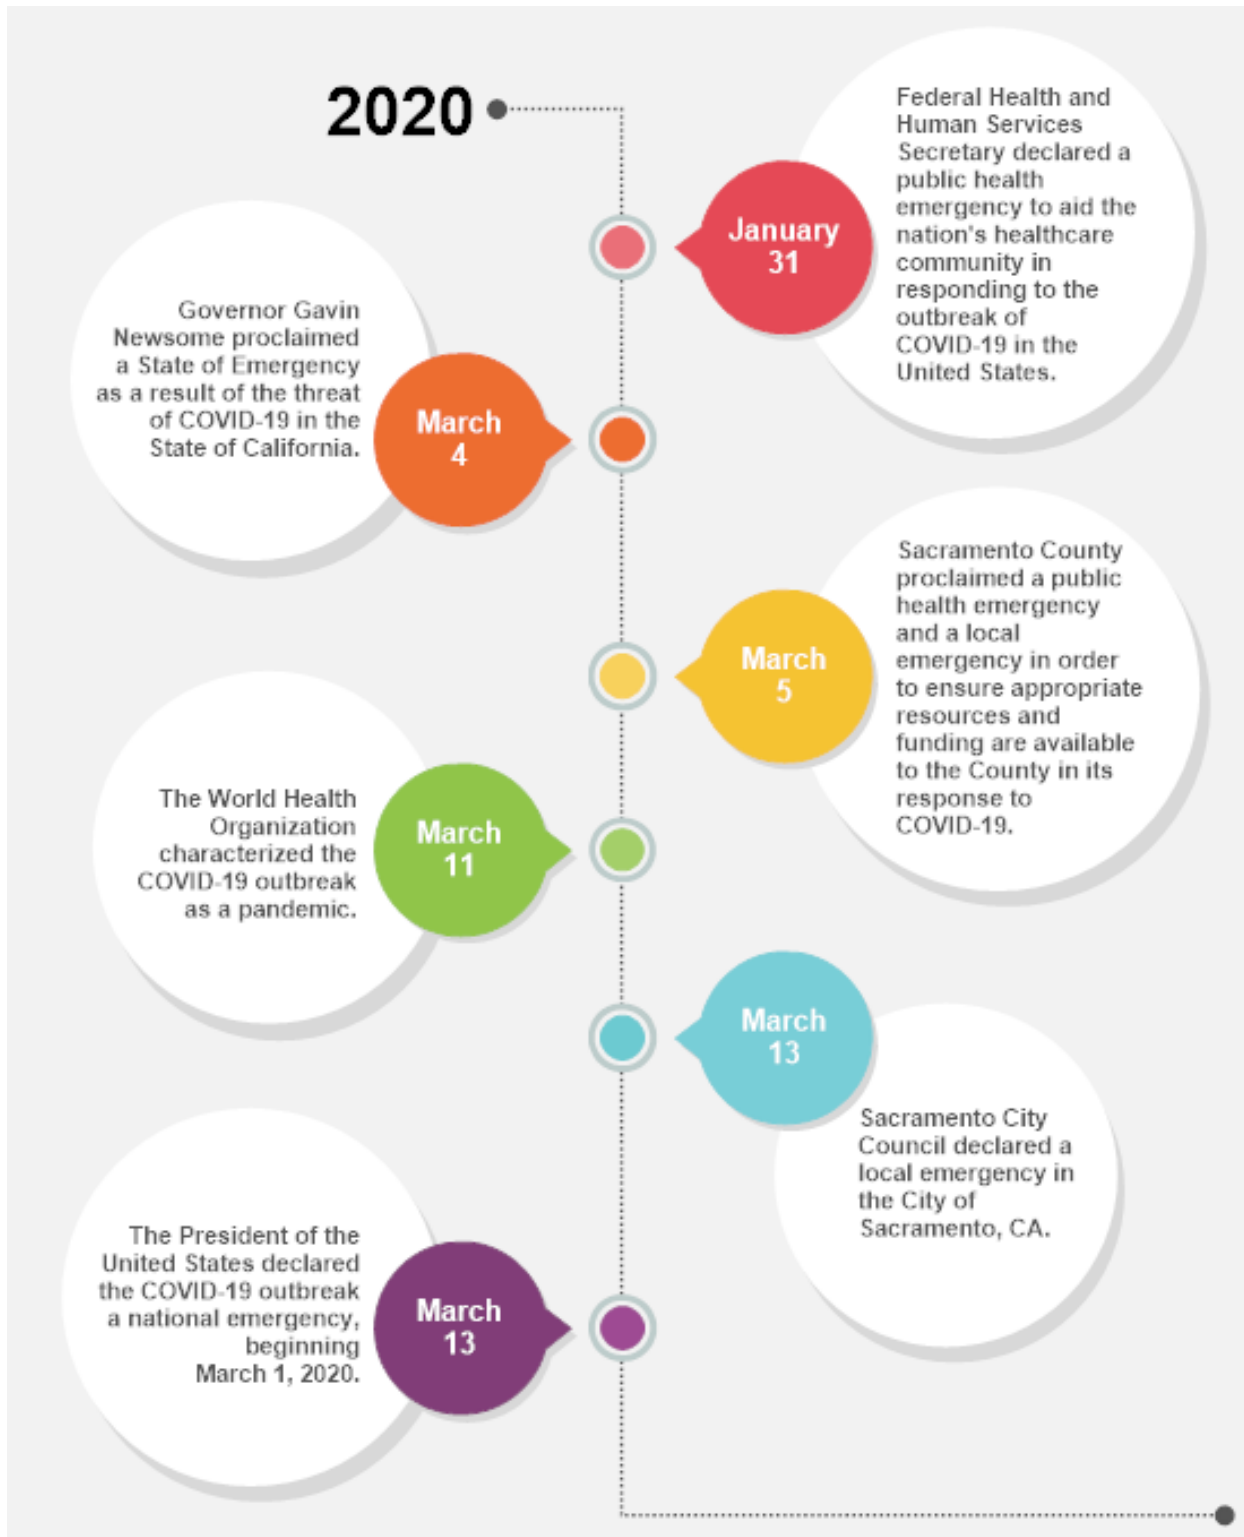 2020
January
31
Federal Health and
Human Services
Secretary declared a
public health
emergency to aid the
nation's healthcare
community in
responding to the
outbreak of
COVID-19 in the
United States.
Governor Gavin
Newsome proclaimed
a State of Emergency
as a result of the threat
of COVID-19 in the
State of California.
March
4
March
5
Sacramento County
proclaimed a public
health emergency
and a local
emergency in order
to ensure appropriate
resources and
funding are available
to the County in its
response to
COVID-19.
The World Health
Organization
characterized the
COVID-19 outbreak
as a pandemic.
March
11
March
13
Sacramento City
Council declared a
local emergency in
the City of
Sacramento, CA.
The President of the
United States declared
the COVID-19 outbreak
a national emergency,
beginning
March 1, 2020.
March
13